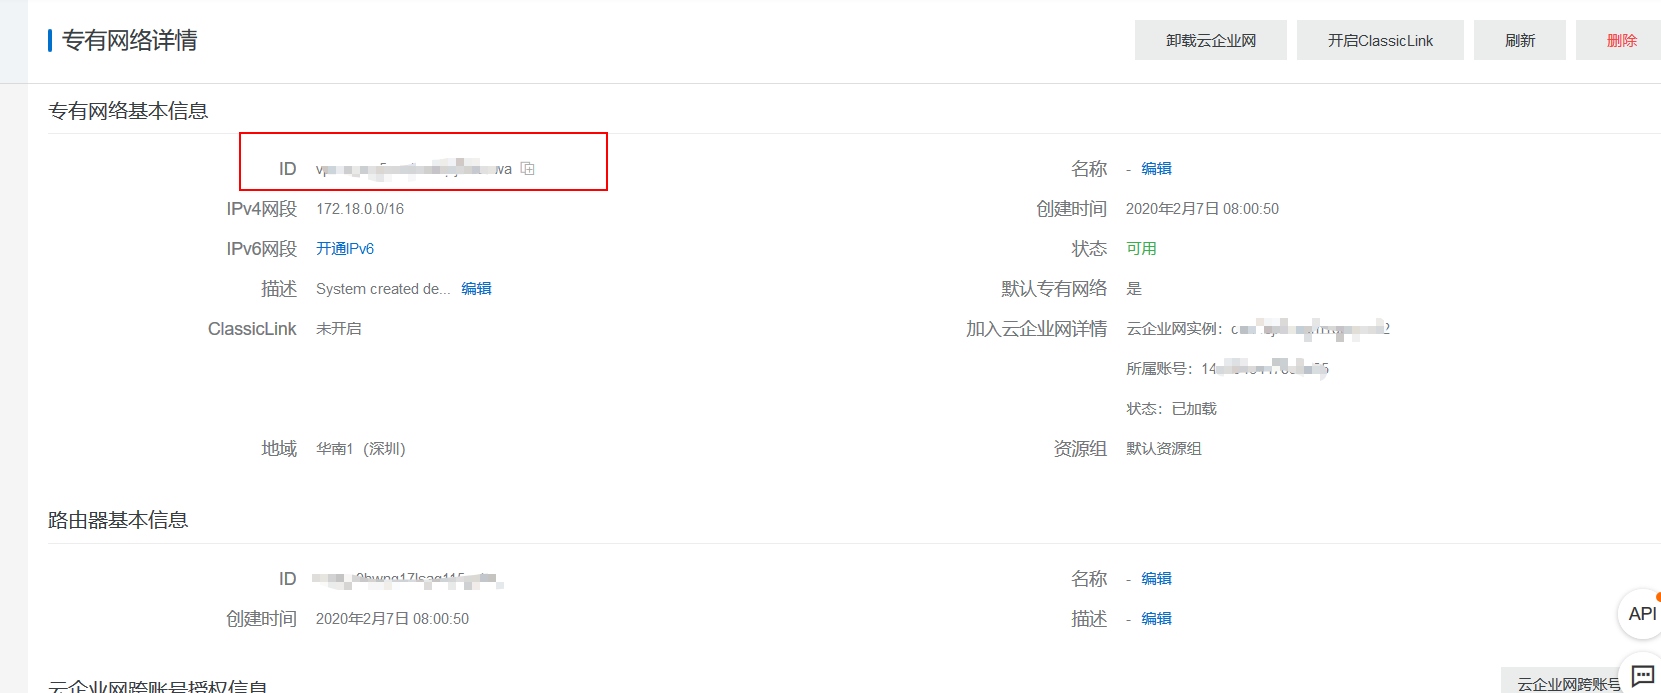 专有网络详情 卸载云企业网 开启ClassicLink 刷新 删除
专有网络基本信息
ID 名称 - 编辑
IPv4网段 172.18.0.0/16 创建时间 2020年2月7日 08:00:50
IPv6网段 开通IPv6 状态 可用
描述 System created de... 编辑 默认专有网络 是
ClassicLink 未开启 加入云企业网详情 云企业网实例：
所属账号：
状态：已加载
地域 华南1（深圳） 资源组 默认资源组
路由器基本信息
ID 名称 - 编辑
创建时间 2020年2月7日 08:00:50 描述 - 编辑
API
云企业网跨账号授权信息 云企业网跨账号